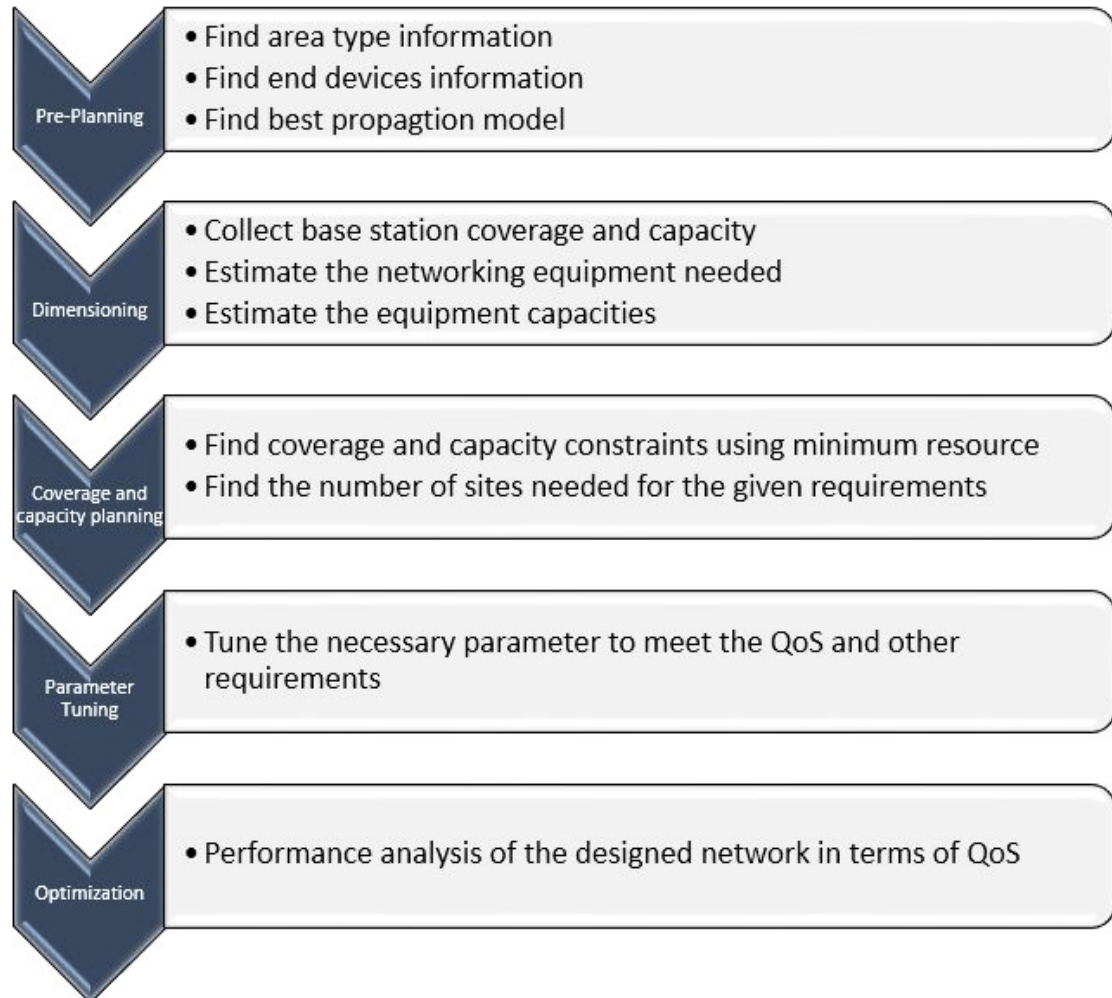 Pre-Planning
• Find area type information
• Find end devices information
• Find best propagtion model
Dimensioning
• Collect base station coverage and capacity
• Estimate the networking equipment needed
• Estimate the equipment capacities
Coverage and
capacity planning
• Find coverage and capacity constraints using minimum resource
• Find the number of sites needed for the given requirements
Parameter
Tuning
• Tune the necessary parameter to meet the QoS and other
requirements
Optimization
• Performance analysis of the designed network in terms of QoS